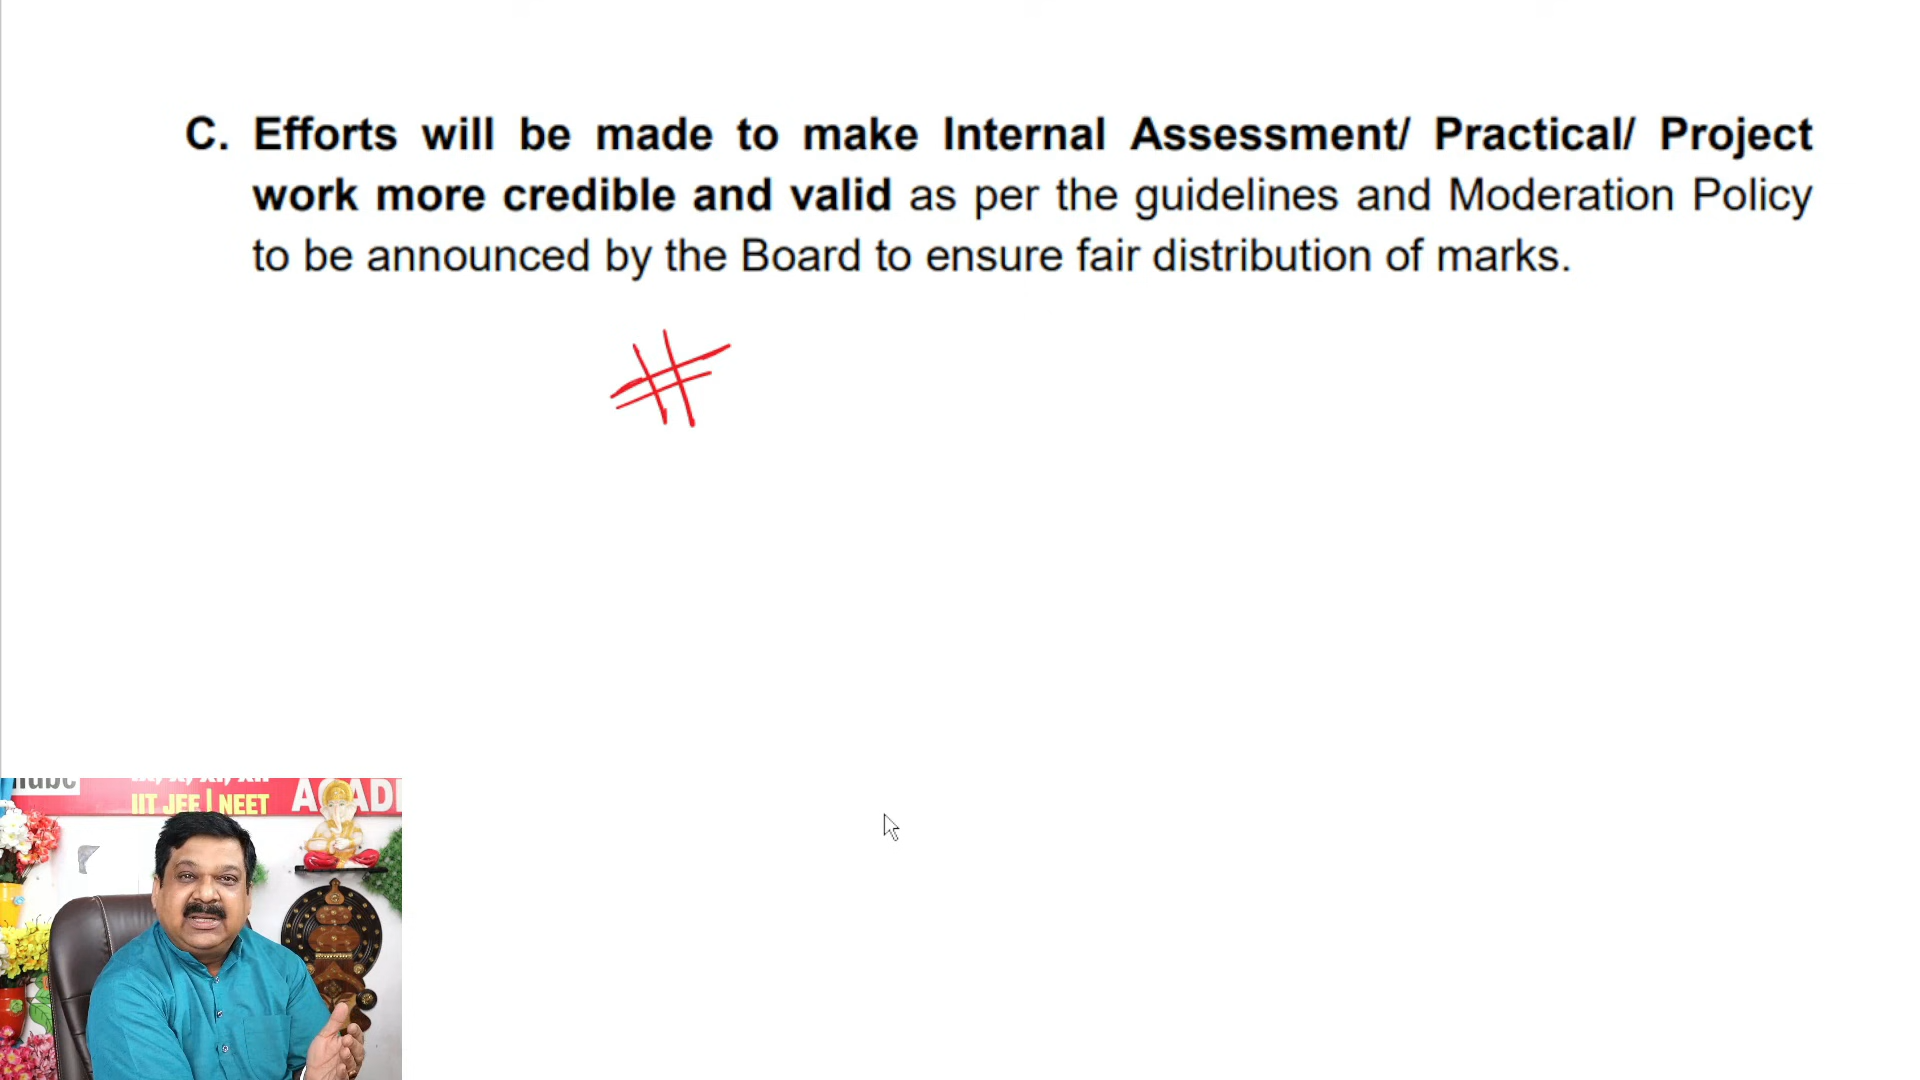 C. Efforts will be made to make Internal Assessment/ Practical/ Project
work more credible and valid as per the guidelines and Moderation Policy
to be announced by the Board to ensure fair distribution of marks.
#
IIT JEE | NEET